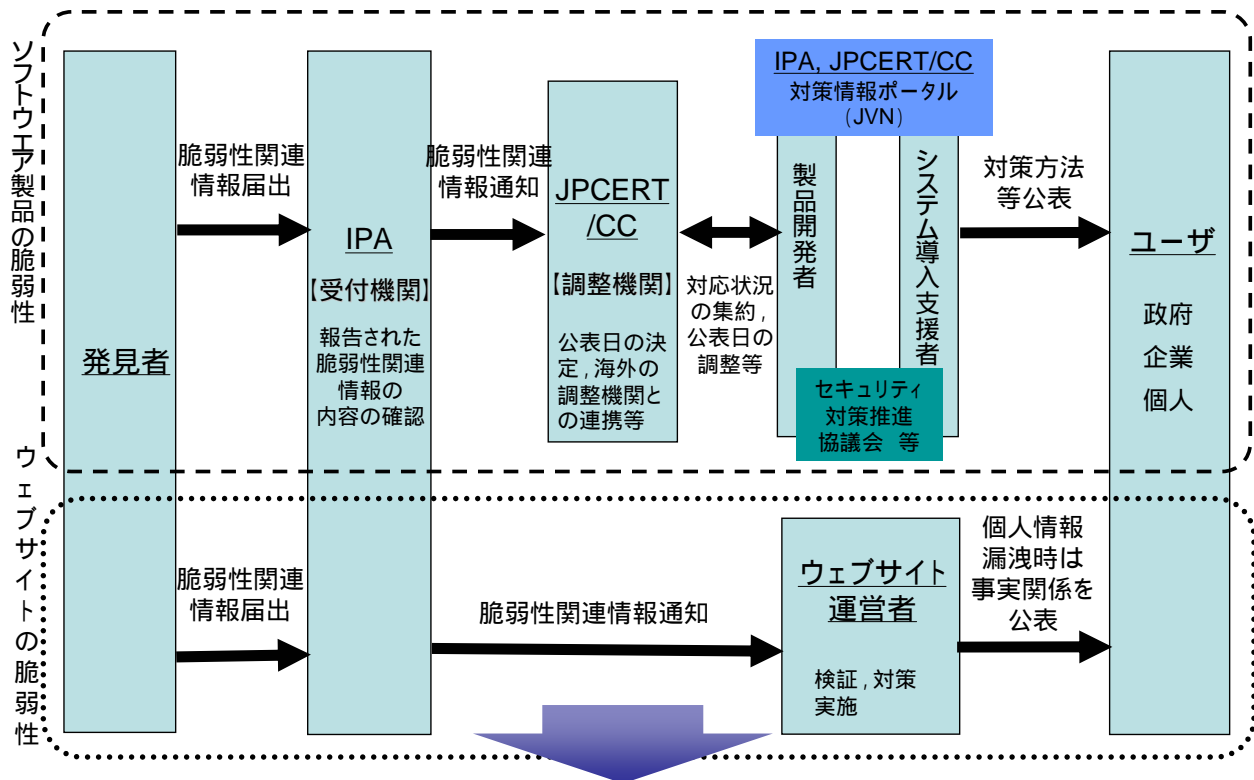 ソフトウエア製品の脆弱性
発見者
脆弱性関連
情報届出
IPA
【受付機関】
報告された
脆弱性関連
情報の
内容の確認
脆弱性関連
情報通知
JPCERT
/CC
【調整機関】
公表日の決
定,海外の
調整機関と
の連携等
対応状況
の集約,
公表日の
調整等
IPA, JPCERT/CC
対策情報ポータル
(JVN)
製品開発者
システム導入支援者
セキュリティ
対策推進
協議会 等
対策方法
等公表
ユーザ
政府
企業
個人
ウェブサイトの脆弱性
脆弱性関連
情報届出
脆弱性関連情報通知
ウェブサイト
運営者
検証,対策
実施
個人情報
漏洩時は
事実関係を
公表